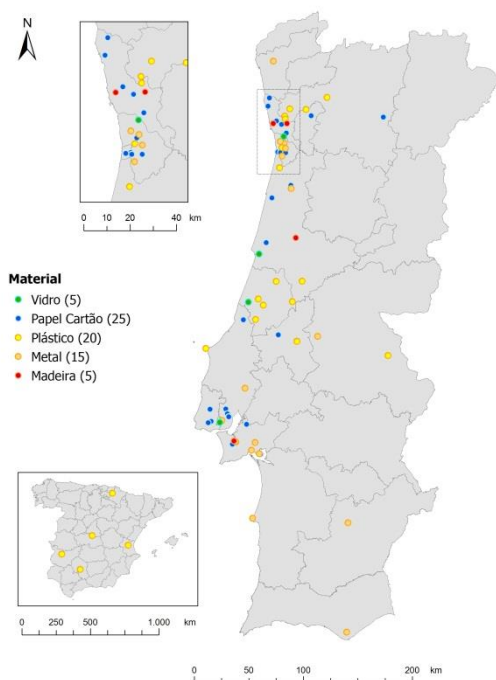 N
0 10 20 40
km
Material
Vidro (5)
Papel Cartão (25)
Plástico (20)
Metal (15)
Madeira (5)
0 500 1.000
km
0 50 100 200
km